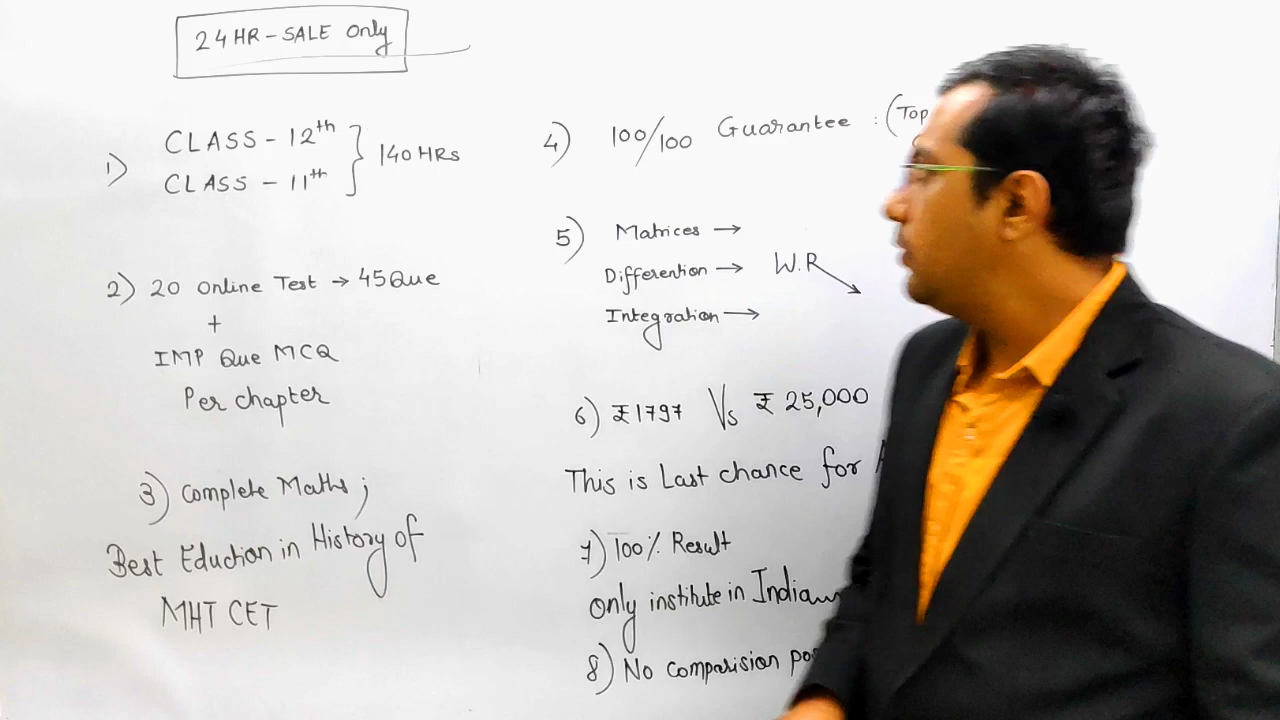 24 HR - SALE Only
1) CLASS - 12th
CLASS - 11th } 140 HRs
2) 20 Online Test → 45 Que
+
IMP Que MCQ
Per chapter
3) Complete Maths ;
Best Eduction in History of
MHT CET
4) 100/100 Guarantee : (Top
5) Matrices →
Differention → W.R
Integration →
6) ₹1797 Vs ₹ 25,000
This is Last chance for
7) 100% Result
only institute in India
8) No comparision